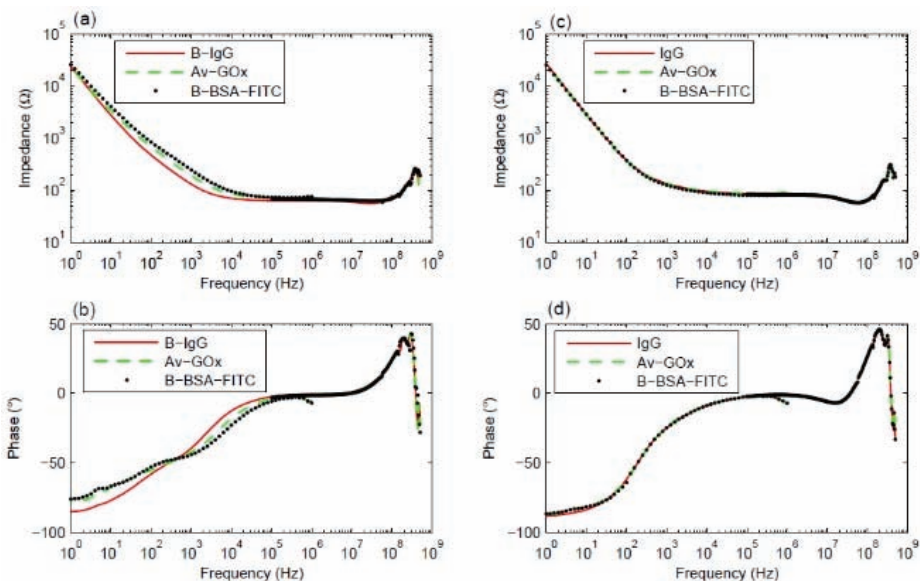 (a)
10^5
10^4
10^3
10^2
10^1
Impedance (Ω)
B-IgG
Av-GOx
B-BSA-FITC
10^0 10^1 10^2 10^3 10^4 10^5 10^6 10^7 10^8 10^9
Frequency (Hz)
(c)
10^5
10^4
10^3
10^2
10^1
Impedance (Ω)
IgG
Av-GOx
B-BSA-FITC
10^0 10^1 10^2 10^3 10^4 10^5 10^6 10^7 10^8 10^9
Frequency (Hz)
(b)
50
0
-50
-100
Phase (°)
B-IgG
Av-GOx
B-BSA-FITC
10^0 10^1 10^2 10^3 10^4 10^5 10^6 10^7 10^8 10^9
Frequency (Hz)
(d)
50
0
-50
-100
Phase (°)
IgG
Av-GOx
B-BSA-FITC
10^0 10^1 10^2 10^3 10^4 10^5 10^6 10^7 10^8 10^9
Frequency (Hz)